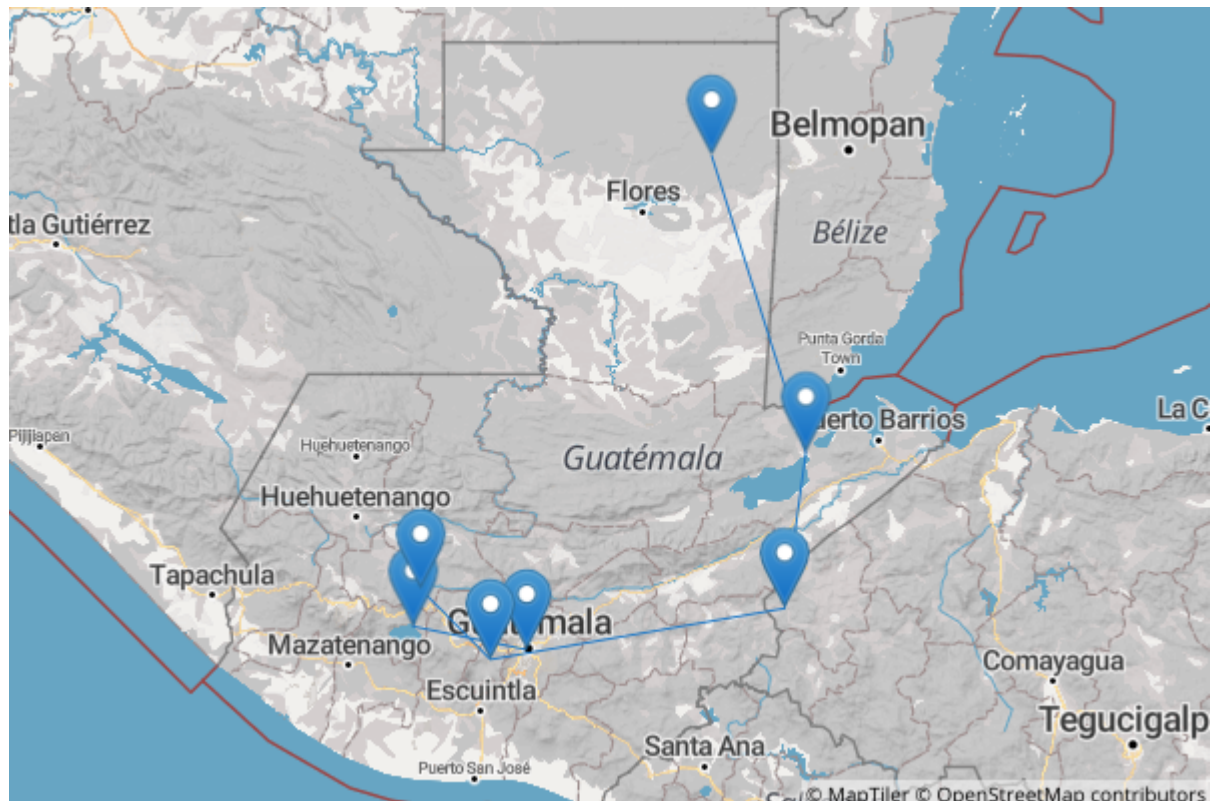 Belmopan
Flores
tla Gutiérrez
Bélize
Punta Gorda
Town
La C
uerto Barrios
Pijijiapan
Huehuetenango
Guatémala
Huehuetenango
Tapachula
Guatemala
Mazatenango
Comayagua
Escuintla
Tegucigalp
Santa Ana
Puerto San José
© MapTiler © OpenStreetMap contributors